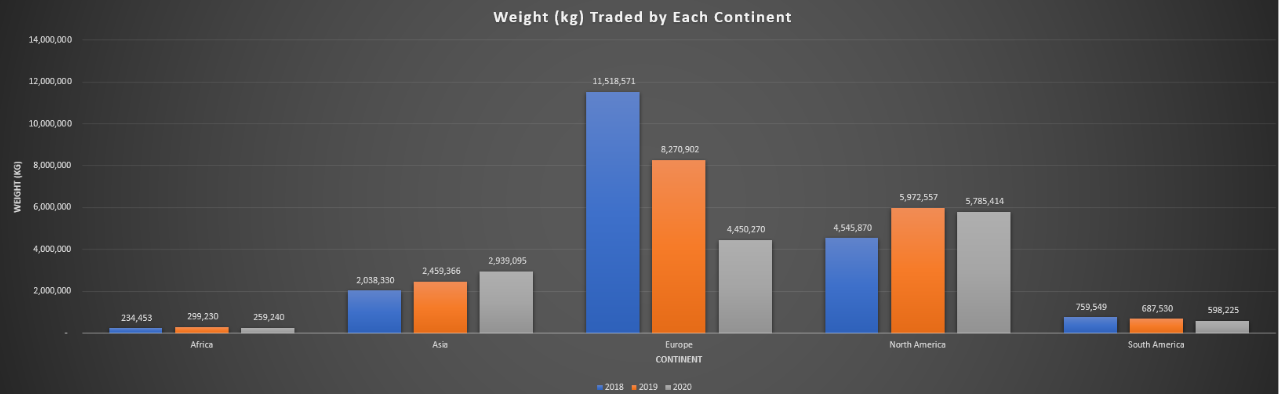 Weight (kg) Traded by Each Continent
14,000,000
12,000,000
10,000,000
8,000,000
6,000,000
4,000,000
2,000,000
-
WEIGHT (KG)
234,453
299,230
259,240
2,038,330
2,459,366
2,939,095
11,518,571
8,270,902
4,450,270
4,545,870
5,972,557
5,785,414
759,549
687,530
598,225
Africa
Asia
Europe
North America
South America
CONTINENT
2018 2019 2020